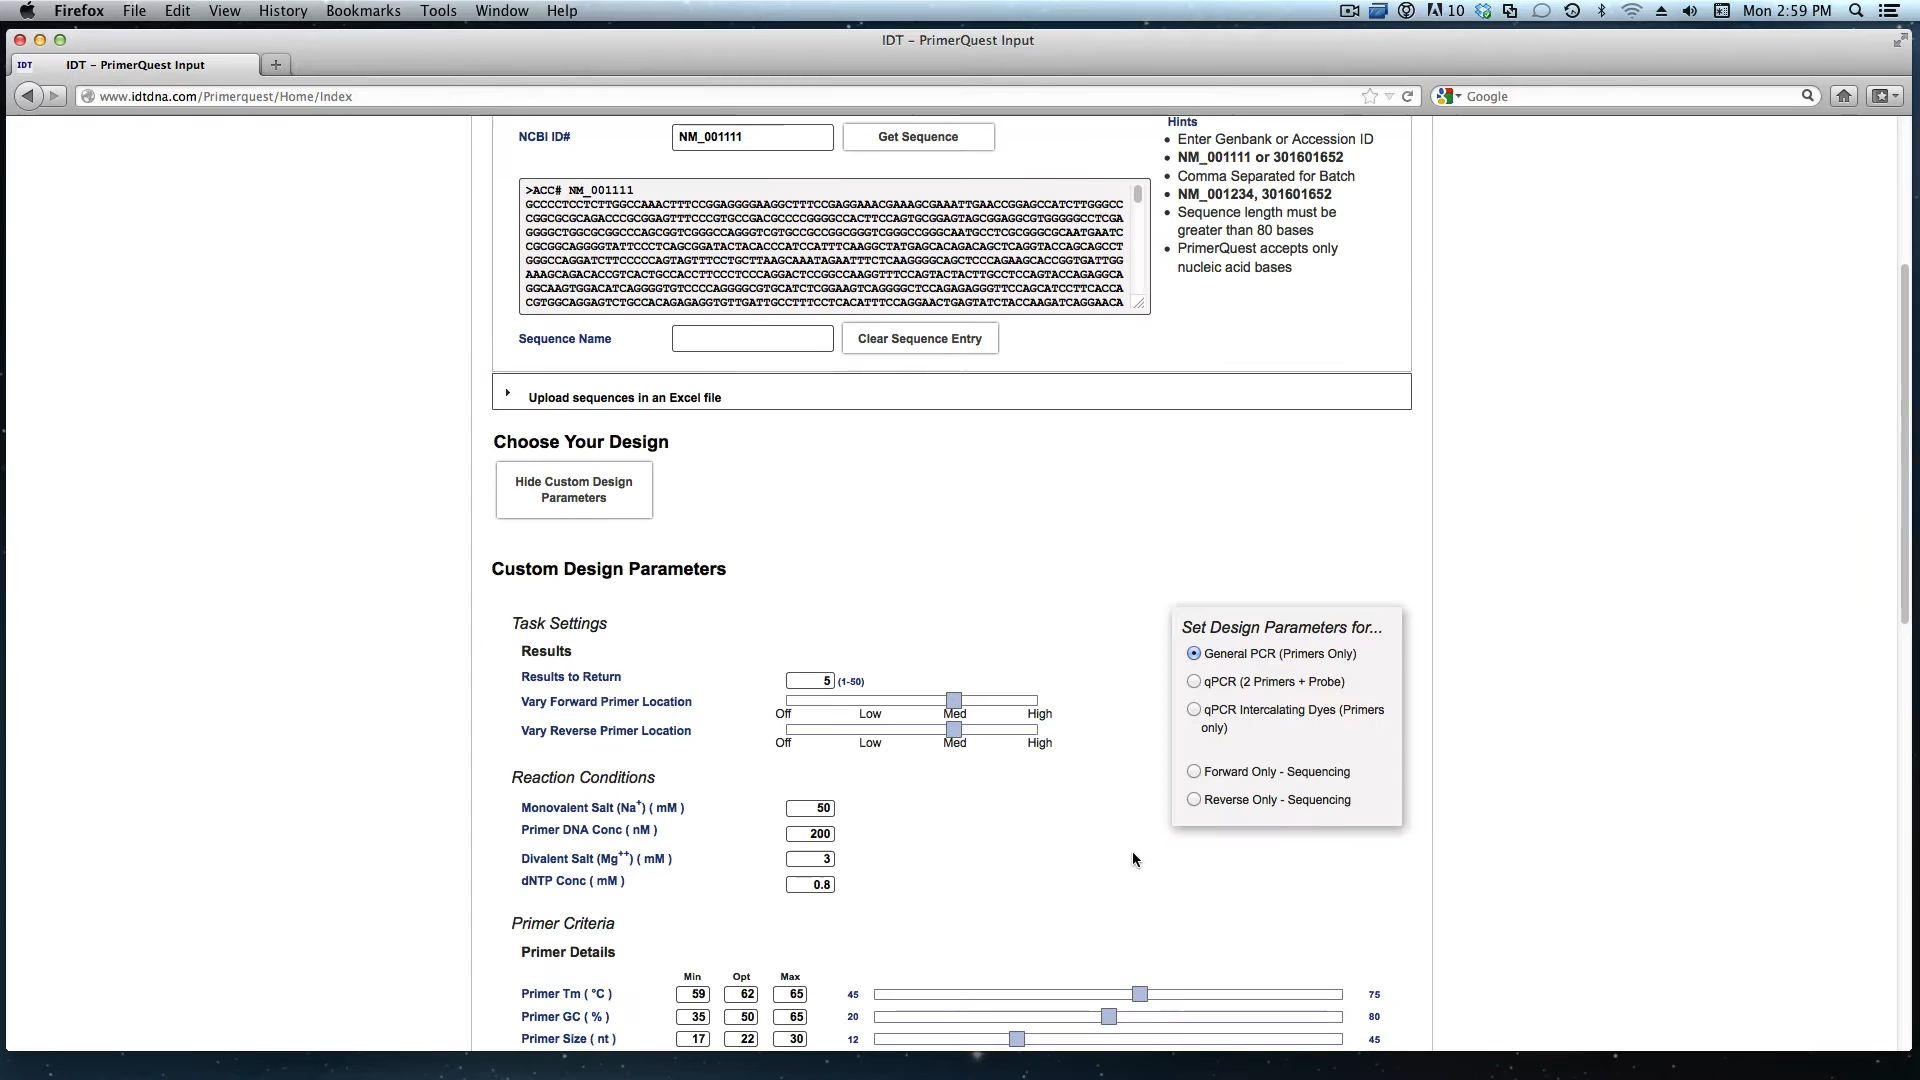 Firefox File Edit View History Bookmarks Tools Window Help
10 Mon 2:59 PM
IDT – PrimerQuest Input
IDT IDT – PrimerQuest Input
www.idtdna.com/Primerquest/Home/Index
Google
NCBI ID#
NM_001111
Get Sequence
>ACC# NM_001111
GCCCCTCCTCTTGGCCAAACTTTCCGGAGGGGAAGGCTTTCCGAGGAAACGAAAGCGAAATTGAACCGGAGCCATCTTGGGCC
CGGCGCGCAGACCCGCGGAGTTTCCCGTGCCGACGCCCCGGGGCCACTTCCAGTGCGGAGTAGCGGAGGCGTGGGGGCCTCGA
GGGGCTGGCGCGGCCCAGCGGTCGGGCCAGGGTCGTGCCGCCGGCGGGTCGGGCCGGGCAATGCCTCGCGGGCGCAATGAATC
CGCGGCAGGGGTATTCCCTCAGCGGATACTACACCCATCCATTTCAAGGCTATGAGCACAGACAGCTCAGGTACCAGCAGCCT
GGGCCAGGATCTTCCCCCAGTAGTTTCCTGCTTAAGCAAATAGAATTTCTCAAGGGGCAGCTCCCAGAAGCACCGGTGATTGG
AAAGCAGACACCGTCACTGCCACCTTCCCTCCCAGGACTCCGGCCAAGGTTTCCAGTACTACTTGCCTCCAGTACCAGAGGCA
GGCAAGTGGACATCAGGGGTGTCCCCAGGGGCGTGCATCTCGGAAGTCAGGGGCTCCAGAGAGGGTTCCAGCATCCTTCACCA
CGTGGCAGGAGTCTGCCACAGAGAGGTGTTGATTGCCTTTCCTCACATTTCCAGGAACTGAGTATCTACCAAGATCAGGAACA
Sequence Name
Clear Sequence Entry
Hints
Enter Genbank or Accession ID
NM_001111 or 301601652
Comma Separated for Batch
NM_001234, 301601652
Sequence length must be
greater than 80 bases
PrimerQuest accepts only
nucleic acid bases
Upload sequences in an Excel file
Choose Your Design
Hide Custom Design
Parameters
Custom Design Parameters
Task Settings
Results
Results to Return 5 (1-50)
Vary Forward Primer Location
Off Low Med High
Vary Reverse Primer Location
Off Low Med High
Set Design Parameters for...
General PCR (Primers Only)
qPCR (2 Primers + Probe)
qPCR Intercalating Dyes (Primers
only)
Forward Only - Sequencing
Reverse Only - Sequencing
Reaction Conditions
Monovalent Salt (Na+) ( mM ) 50
Primer DNA Conc ( nM ) 200
Divalent Salt (Mg++) ( mM ) 3
dNTP Conc ( mM ) 0.8
Primer Criteria
Primer Details
Min Opt Max
Primer Tm ( °C ) 59 62 65 45 75
Primer GC ( % ) 35 50 65 20 80
Primer Size ( nt ) 17 22 30 12 45